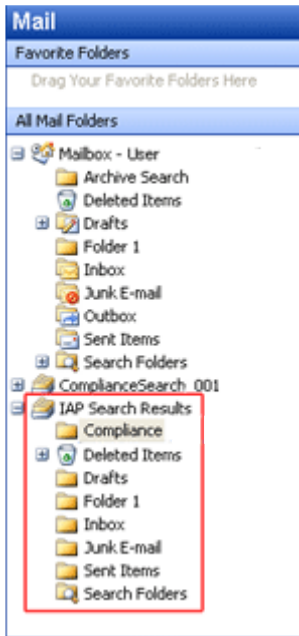 Mail
Favorite Folders
Drag Your Favorite Folders Here
All Mail Folders
Mailbox - User
Archive Search
Deleted Items
Drafts
Folder 1
Inbox
Junk E-mail
Outbox
Sent Items
Search Folders
ComplianceSearch_001
IAP Search Results
Compliance
Deleted Items
Drafts
Folder 1
Inbox
Junk E-mail
Sent Items
Search Folders